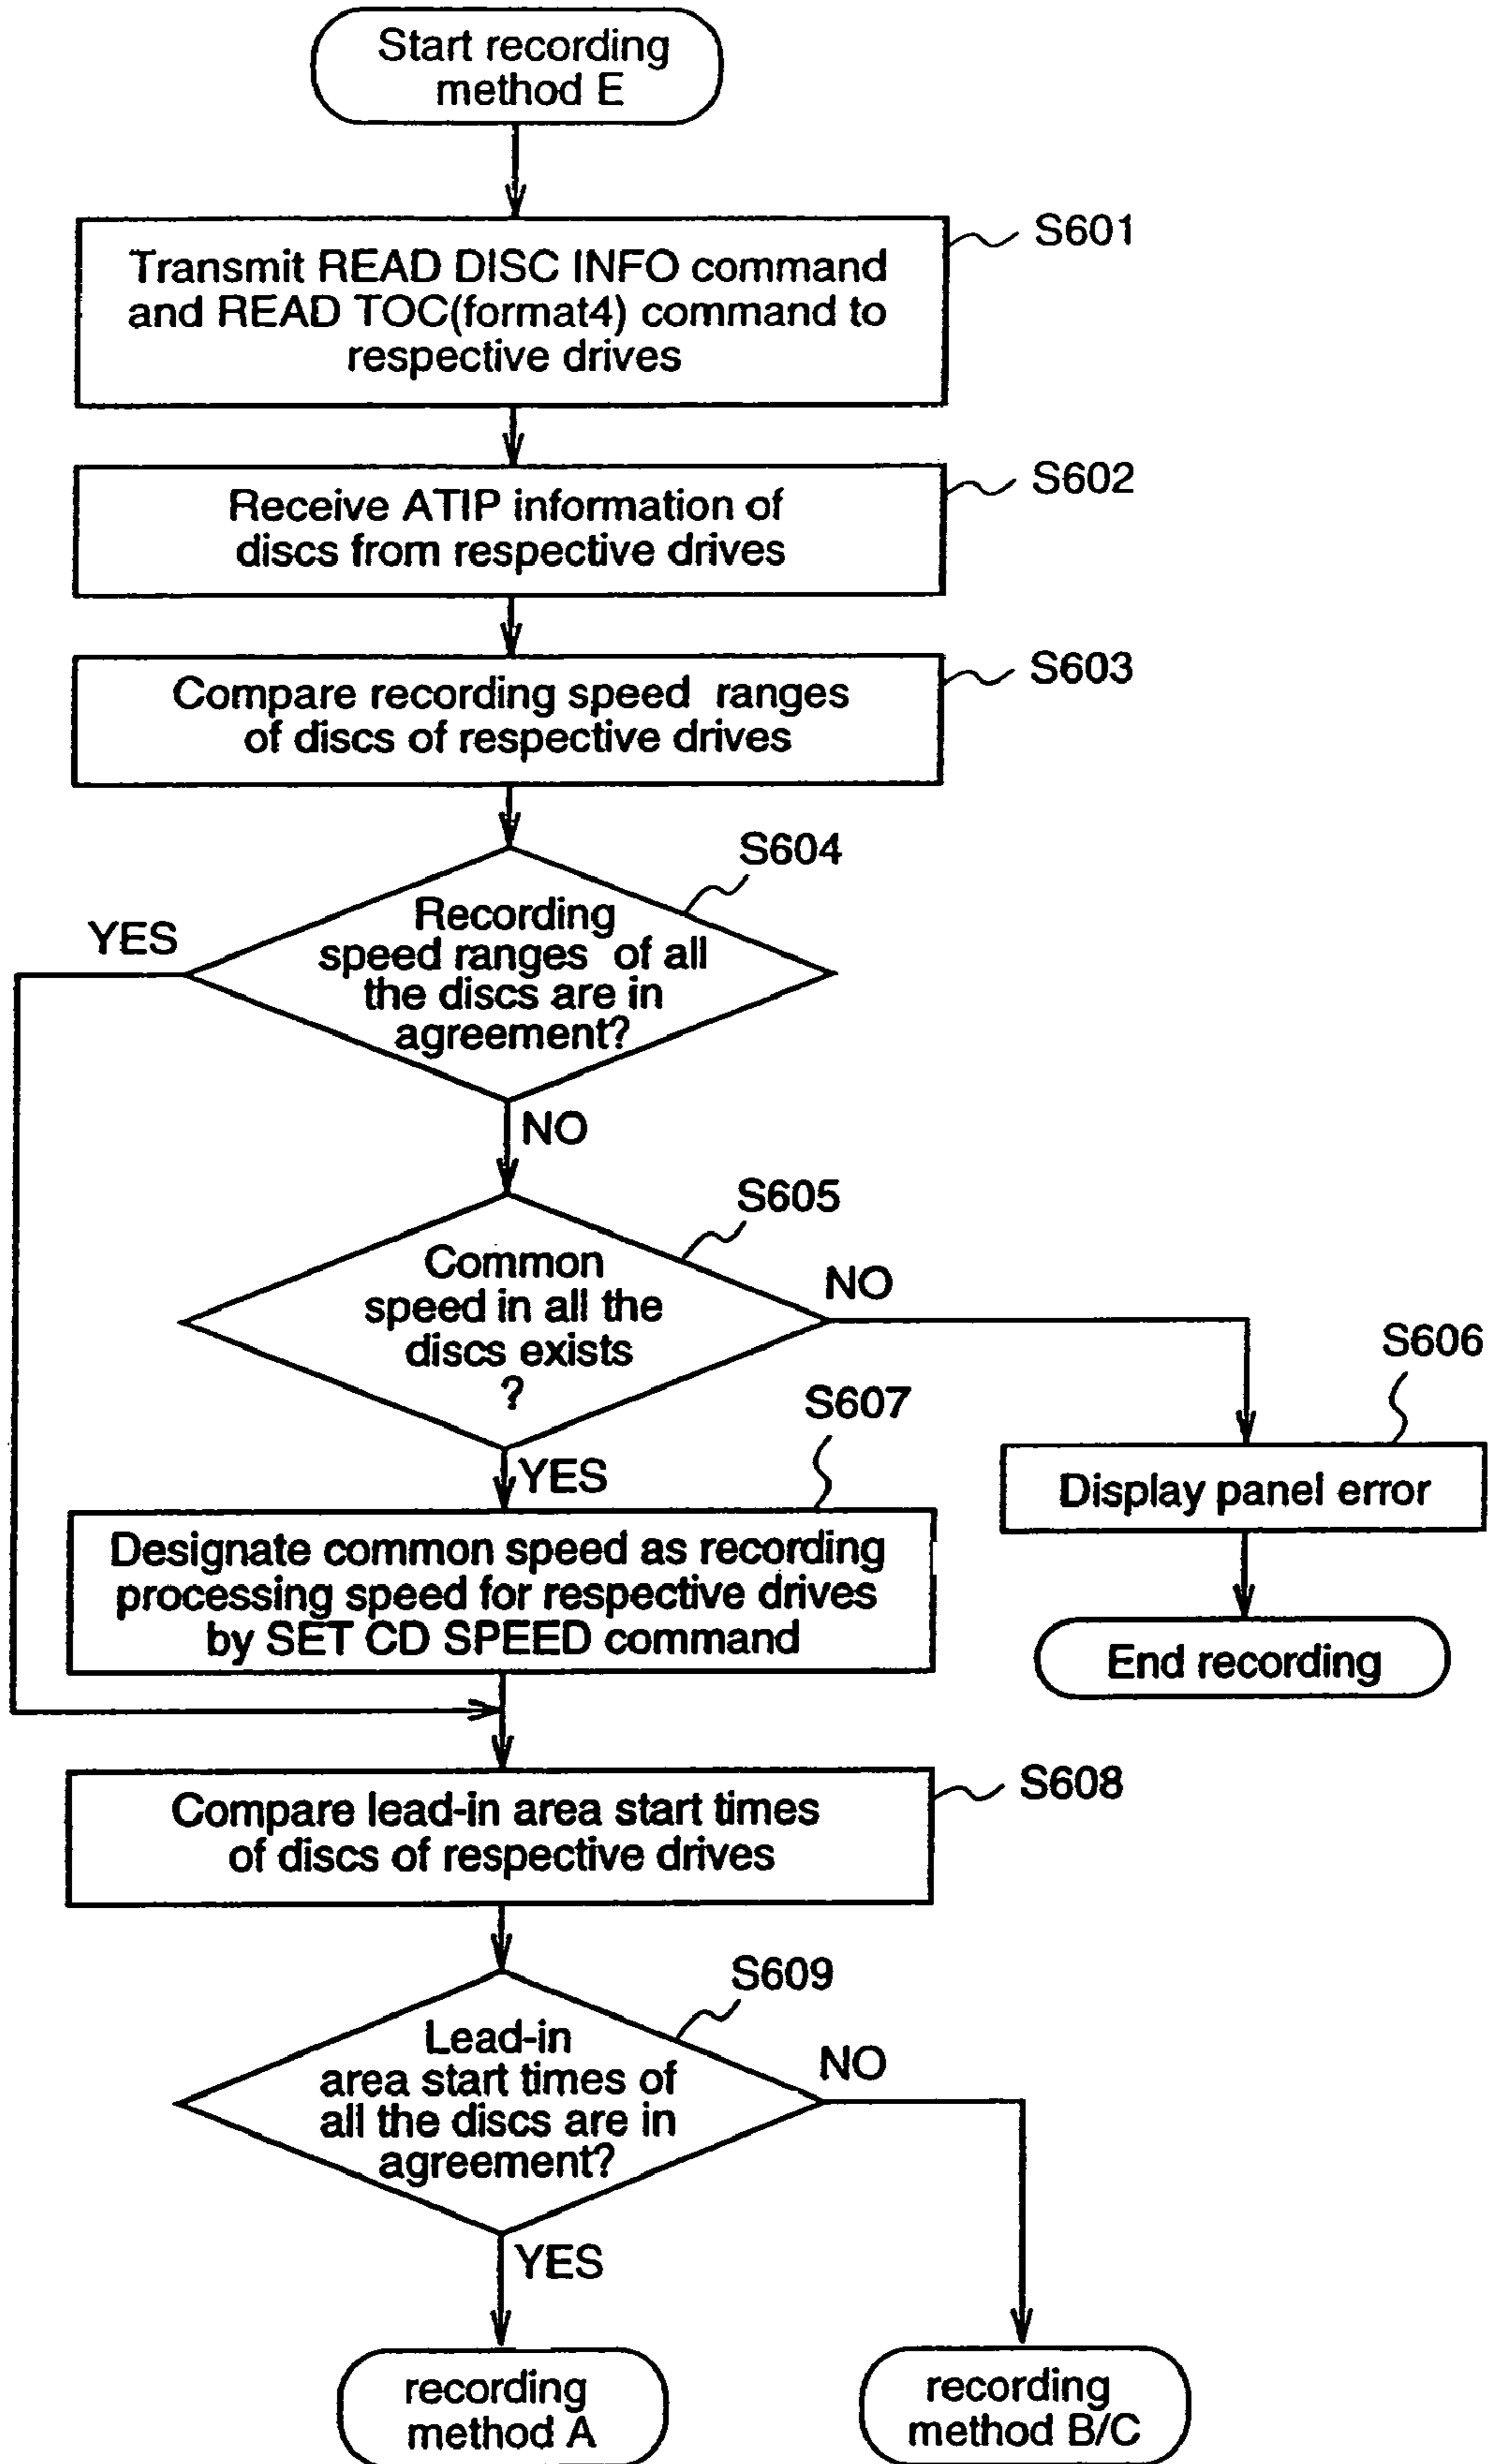 Start recording
method E
S601
Transmit READ DISC INFO command
and READ TOC(format4) command to
respective drives
S602
Receive ATIP information of
discs from respective drives
S603
Compare recording speed ranges
of discs of respective drives
S604
YES
Recording
speed ranges of all
the discs are in
agreement?
NO
S605
Common
speed in all the
discs exists
?
NO
S606
S607
YES
Display panel error
Designate common speed as recording
processing speed for respective drives
by SET CD SPEED command
End recording
S608
Compare lead-in area start times
of discs of respective drives
S609
Lead-in
area start times of
all the discs are in
agreement?
NO
YES
recording
method A
recording
method B/C